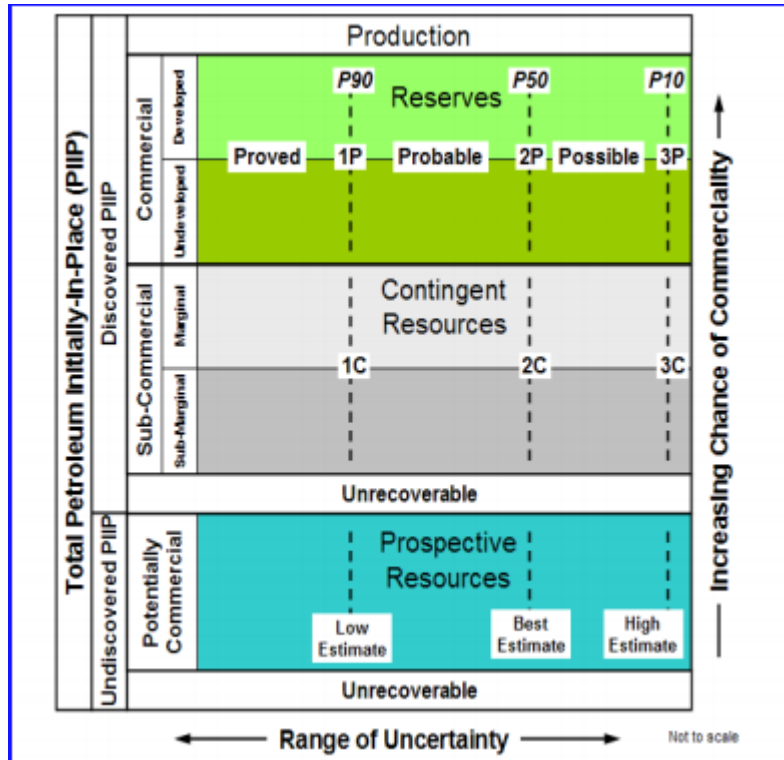 Total Petroleum Initially-In-Place (PIIP)
Discovered PIIP
Undiscovered PIIP
Production
Commercial
Developed
Undeveloped
P90
P50
P10
Reserves
Proved
1P
Probable
2P
Possible
3P
Sub-Commercial
Marginal
Sub-Marginal
Contingent
Resources
1C
2C
3C
Unrecoverable
Potentially
Commercial
Prospective
Resources
Low
Estimate
Best
Estimate
High
Estimate
Unrecoverable
Increasing Chance of Commerciality
Range of Uncertainty
Not to scale